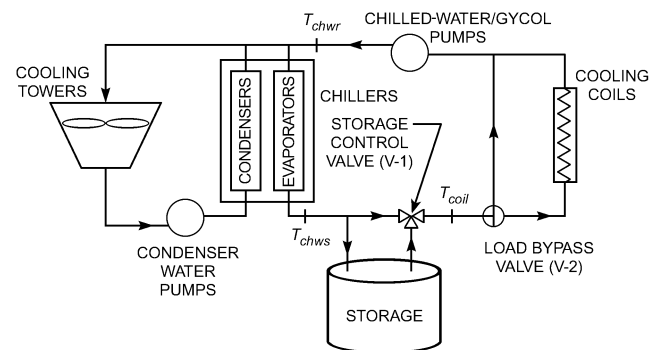 T_chwr
CHILLED-WATER/GYCOL
PUMPS
COOLING
TOWERS
CONDENSERS
EVAPORATORS
CHILLERS
COOLING
COILS
STORAGE
CONTROL
VALVE (V-1)
T_coil
T_chws
CONDENSER
WATER
PUMPS
LOAD BYPASS
VALVE (V-2)
STORAGE